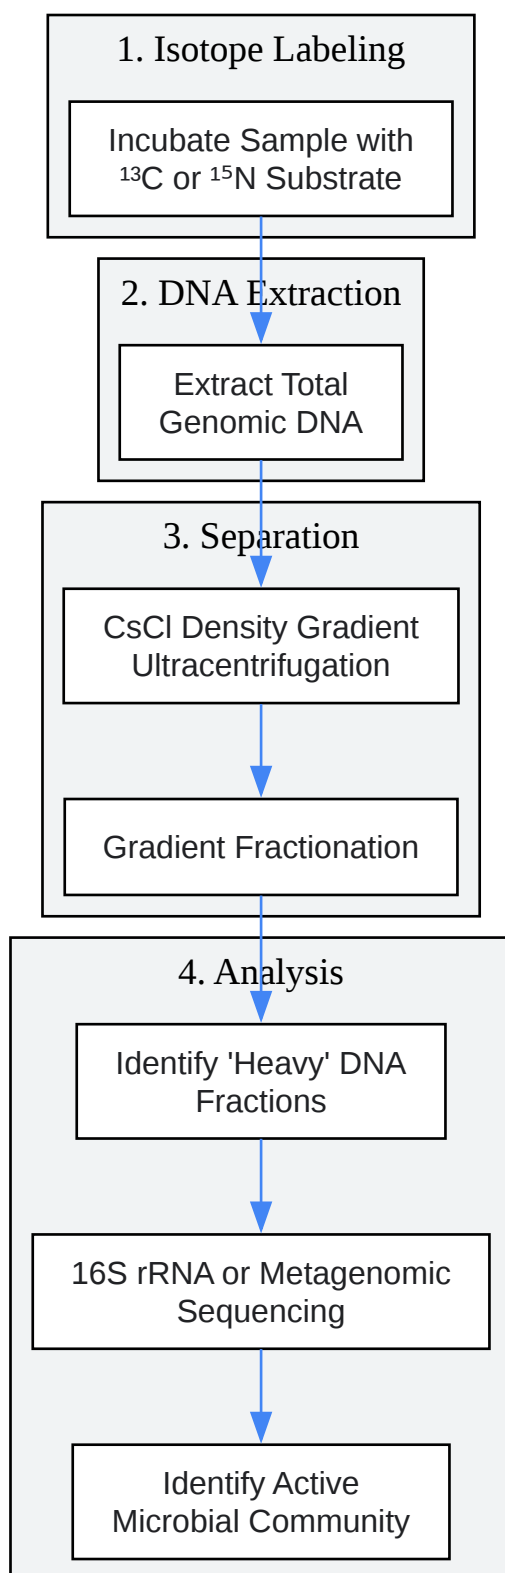 1. Isotope Labeling
Incubate Sample with
¹³C or ¹⁵N Substrate
2. DNA Extraction
Extract Total
Genomic DNA
3. Separation
CsCl Density Gradient
Ultracentrifugation
Gradient Fractionation
4. Analysis
Identify 'Heavy' DNA
Fractions
16S rRNA or Metagenomic
Sequencing
Identify Active
Microbial Community